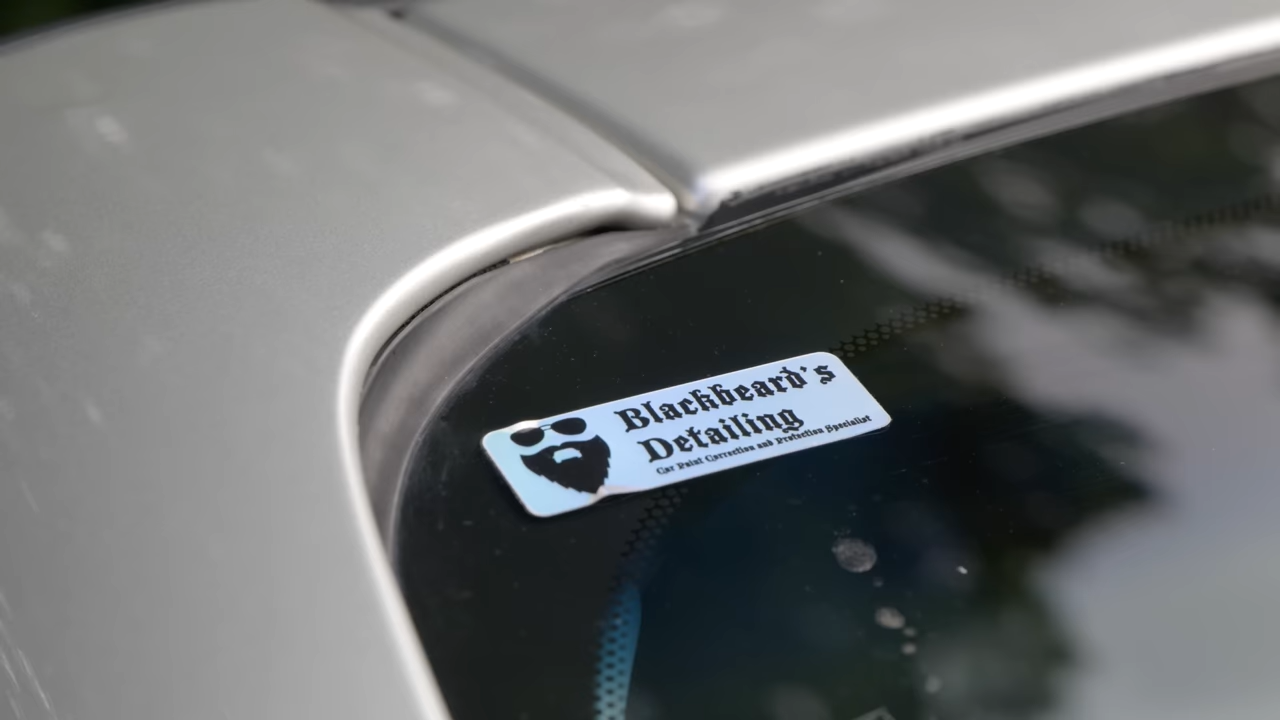 Blackbeard's
Detailing
Car Paint Correction and Protection Specialist